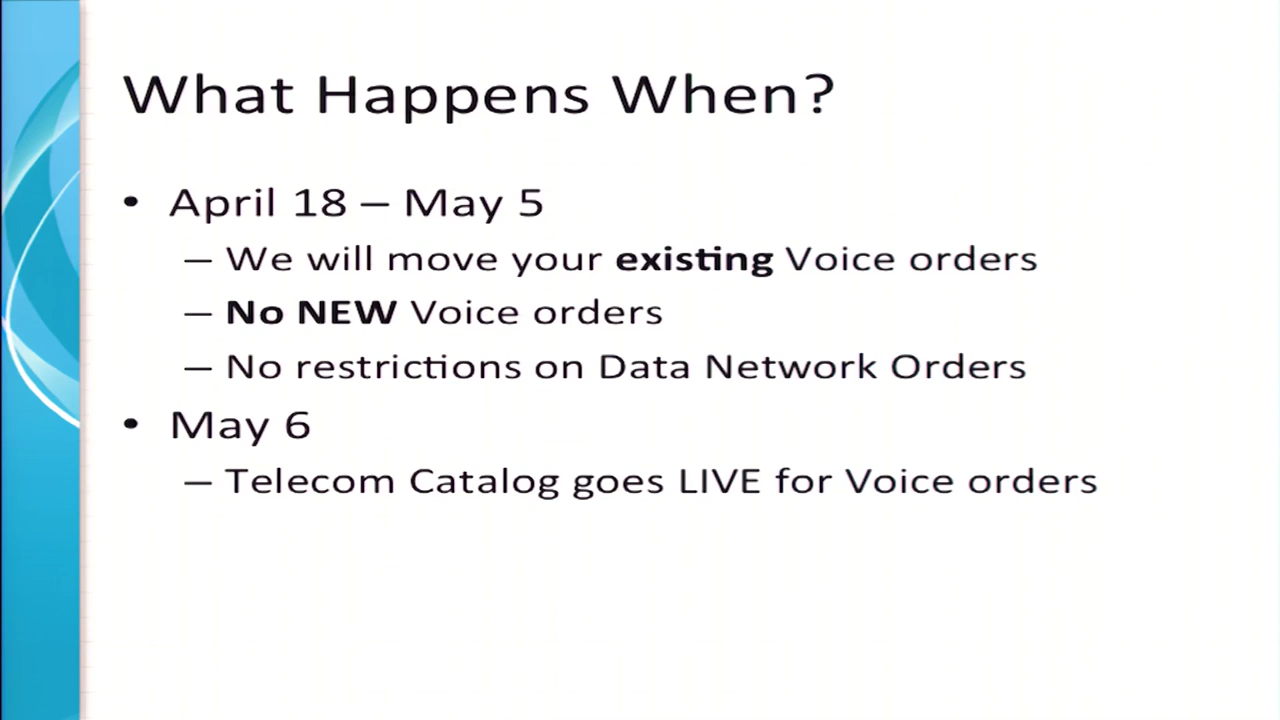 What Happens When?
• April 18 – May 5
– We will move your existing Voice orders
– No NEW Voice orders
– No restrictions on Data Network Orders
• May 6
– Telecom Catalog goes LIVE for Voice orders